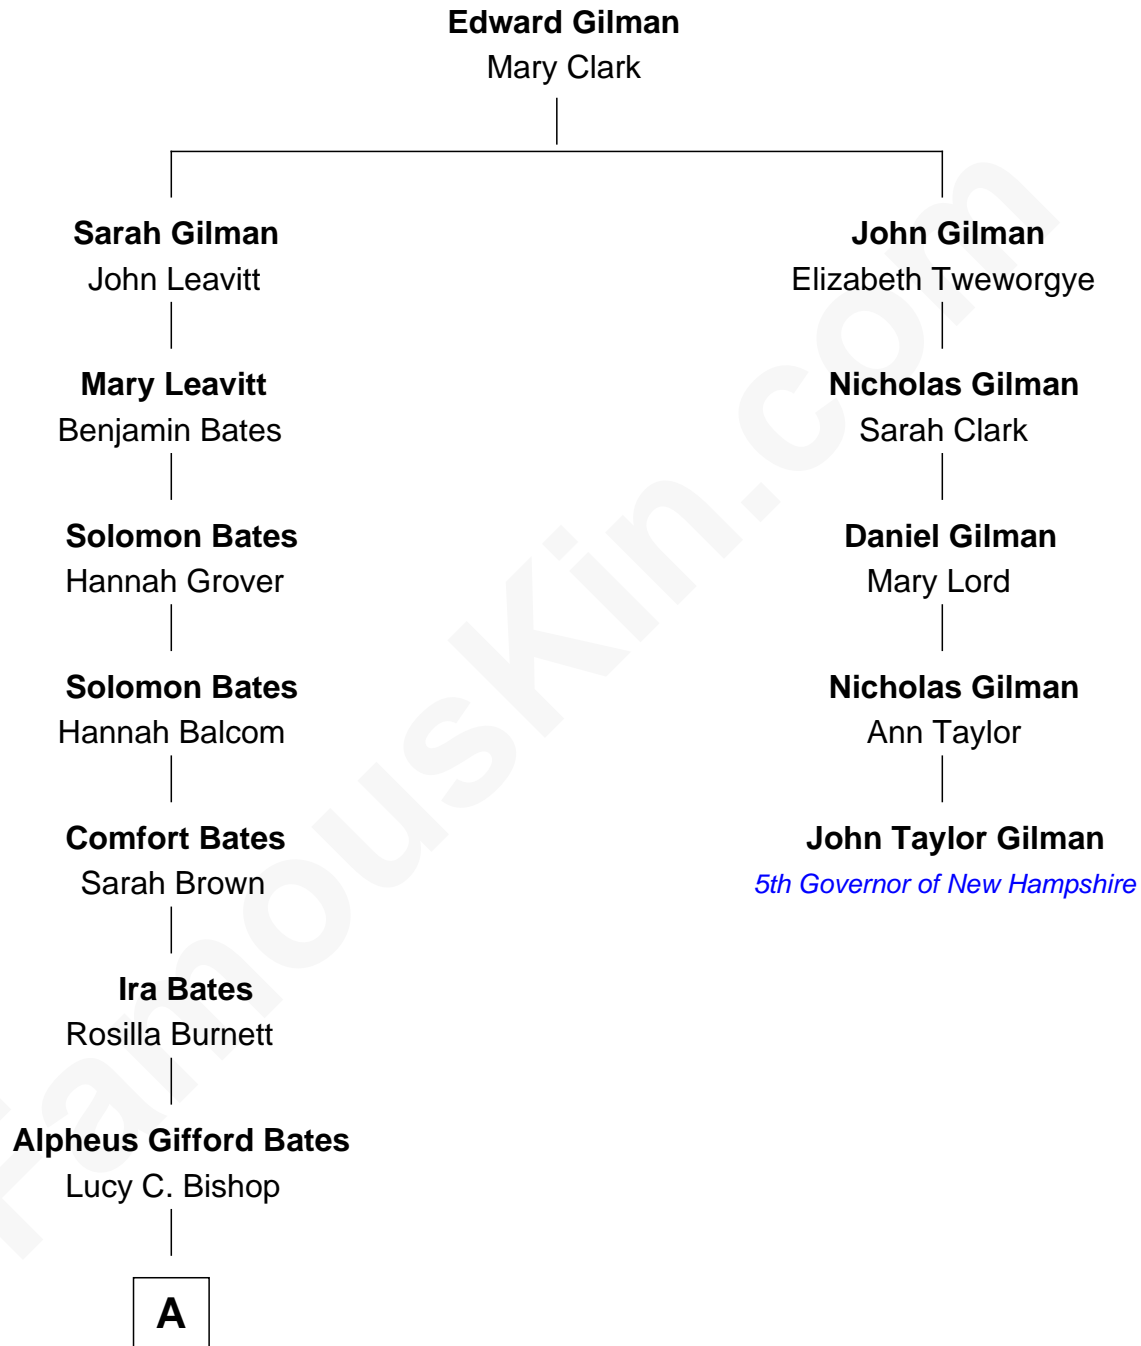 Edward Gilman
Mary Clark
Sarah Gilman
John Leavitt
John Gilman
Elizabeth Tweworgye
Mary Leavitt
Benjamin Bates
Nicholas Gilman
Sarah Clark
Solomon Bates
Hannah Grover
Daniel Gilman
Mary Lord
Solomon Bates
Hannah Balcom
Nicholas Gilman
Ann Taylor
Comfort Bates
Sarah Brown
John Taylor Gilman
5th Governor of New Hampshire
Ira Bates
Rosilla Burnett
Alpheus Gifford Bates
Lucy C. Bishop
A
FamousKin.com